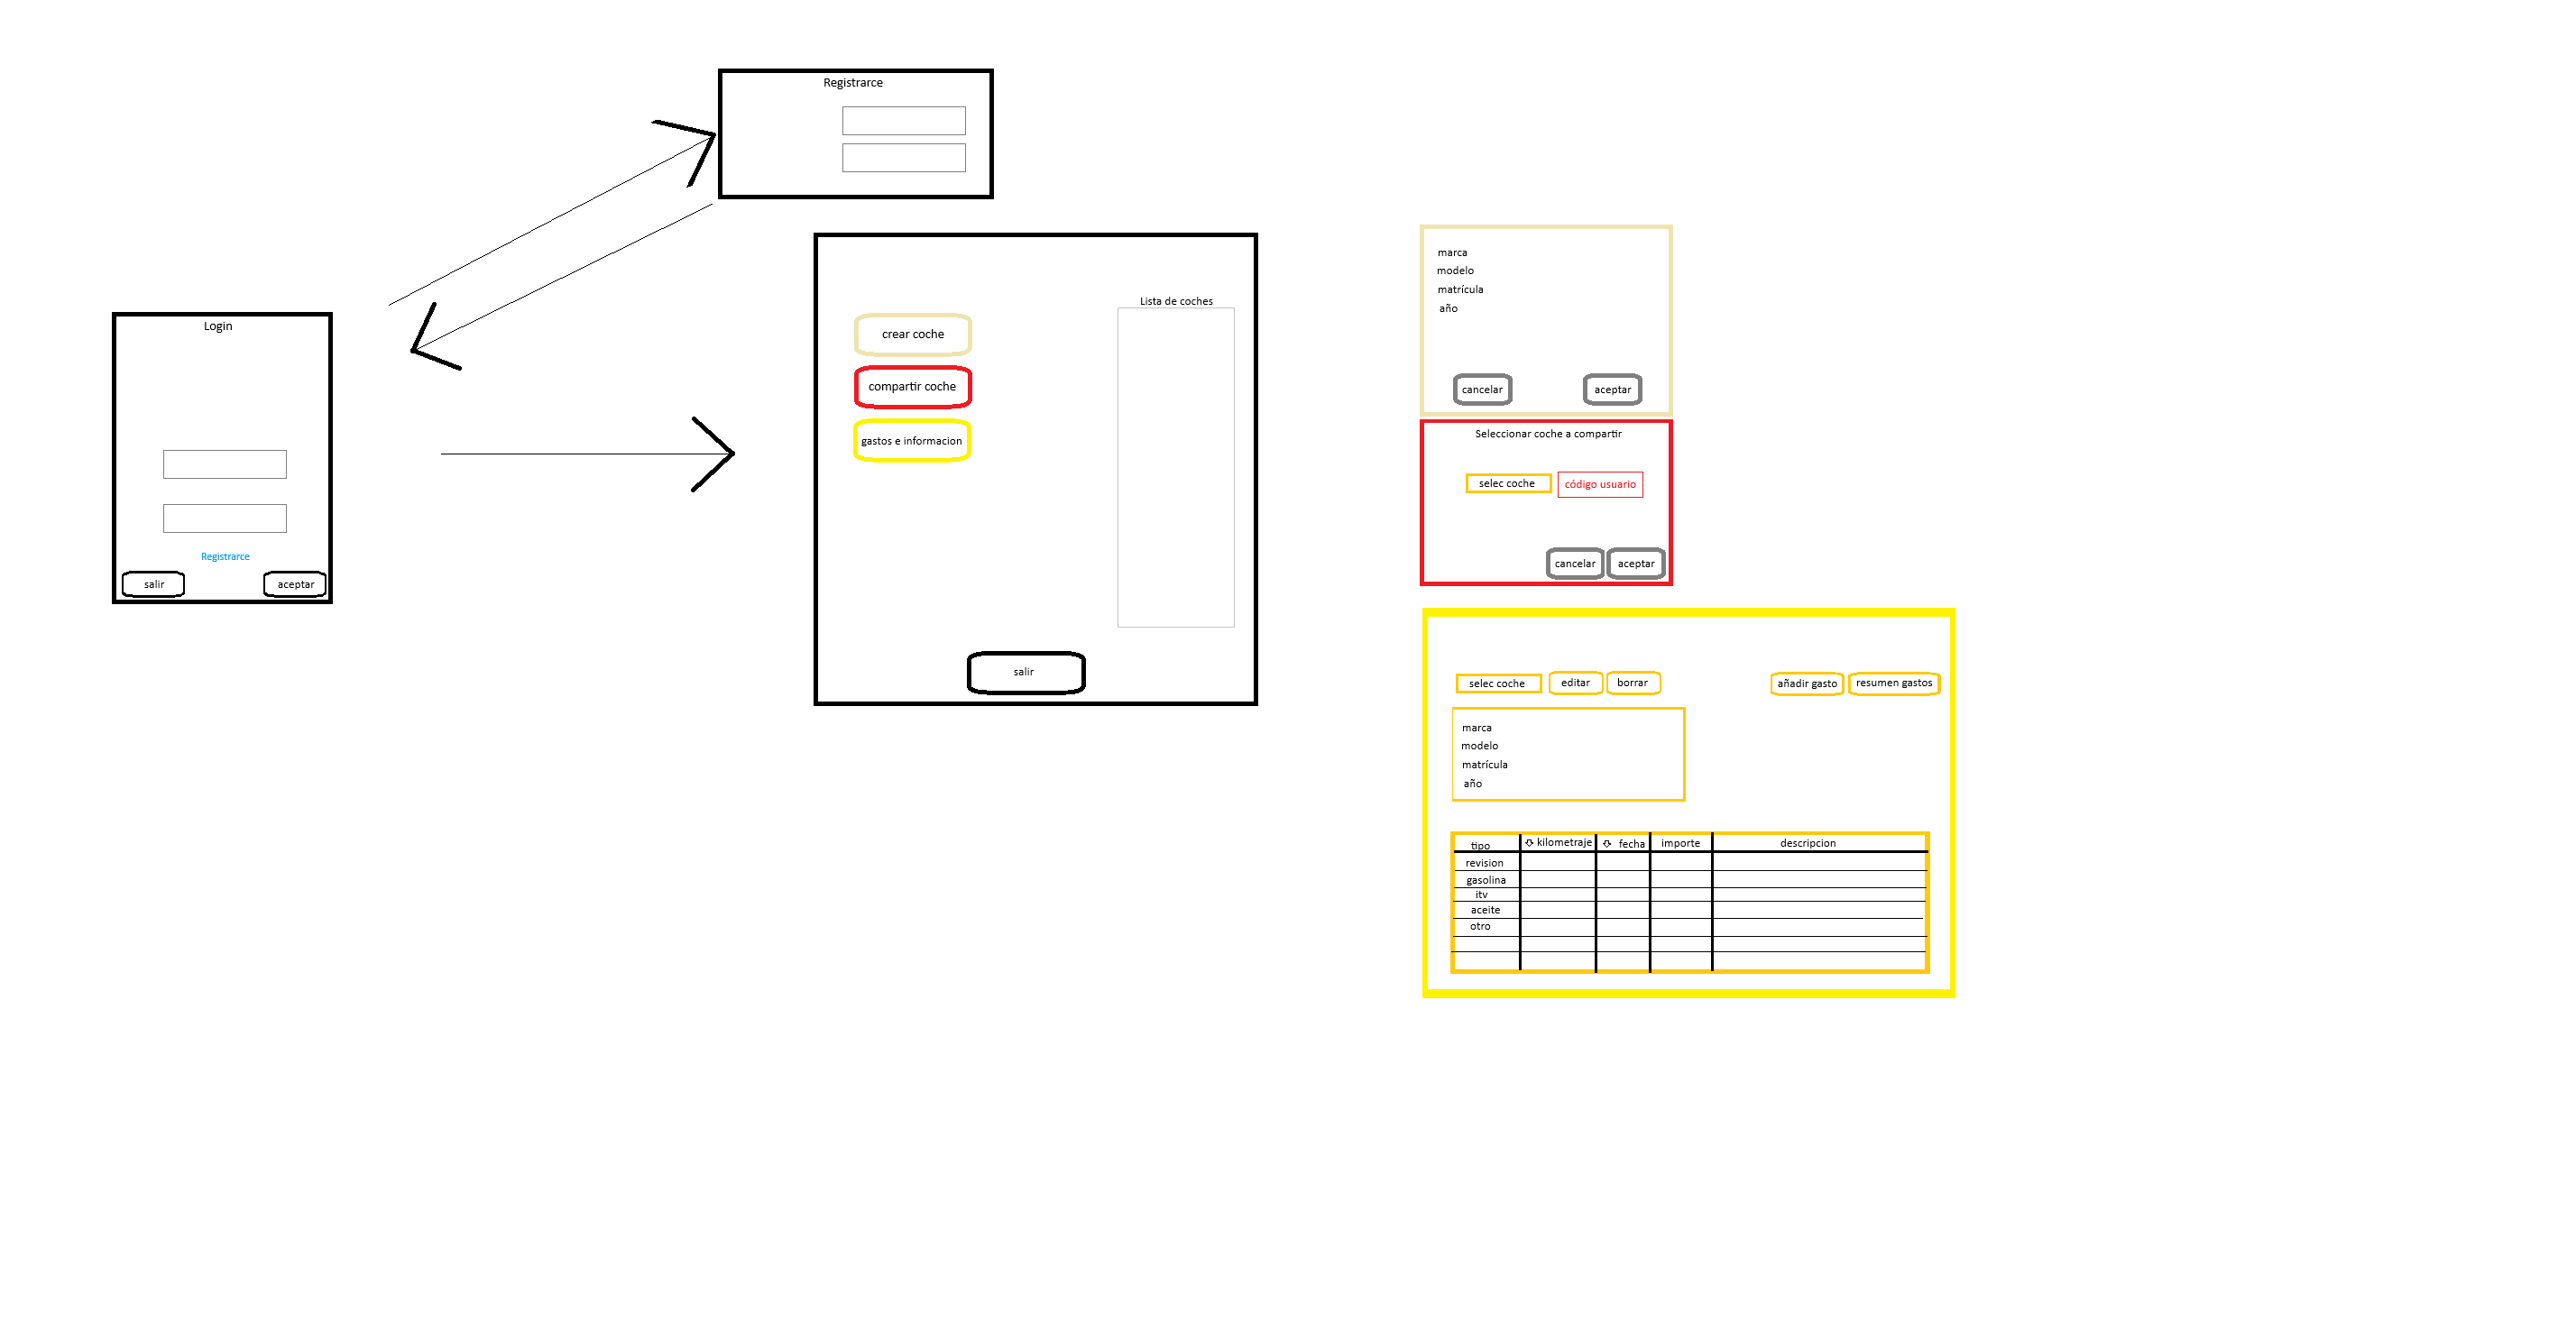 Registrarce
Login
Registrarce
salir
aceptar
Lista de coches
crear coche
compartir coche
gastos e informacion
salir
marca
modelo
matrícula
año
cancelar
aceptar
Seleccionar coche a compartir
selec coche
código usuario
cancelar
aceptar
selec coche
editar
borrar
añadir gasto
resumen gastos
marca
modelo
matrícula
año
tipo
kilometraje
fecha
importe
descripcion
revision
gasolina
itv
aceite
otro